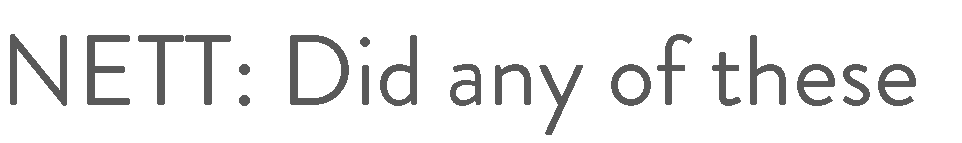 NETT: Did any of these